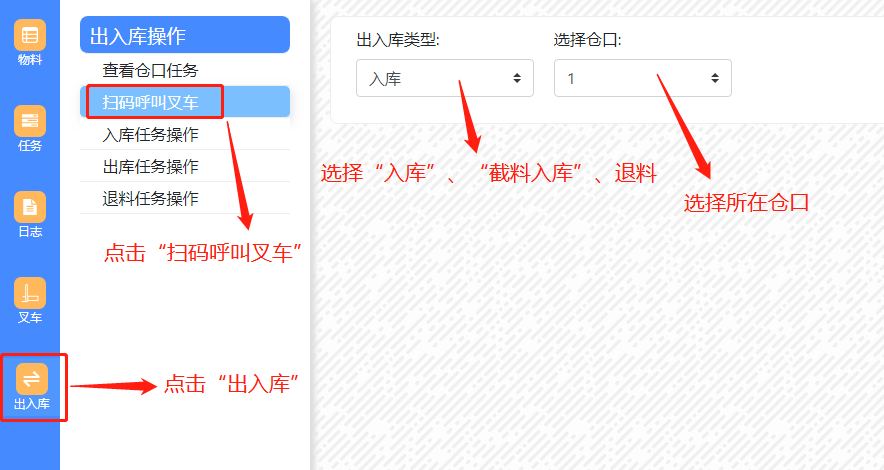 物料
任务
日志
叉车
出入库
出入库操作
查看仓口任务
扫码呼叫叉车
入库任务操作
出库任务操作
退料任务操作
点击“扫码呼叫叉车”
点击“出入库”
出入库类型:
入库
选择仓口:
1
选择“入库”、“截料入库”、退料
选择所在仓口